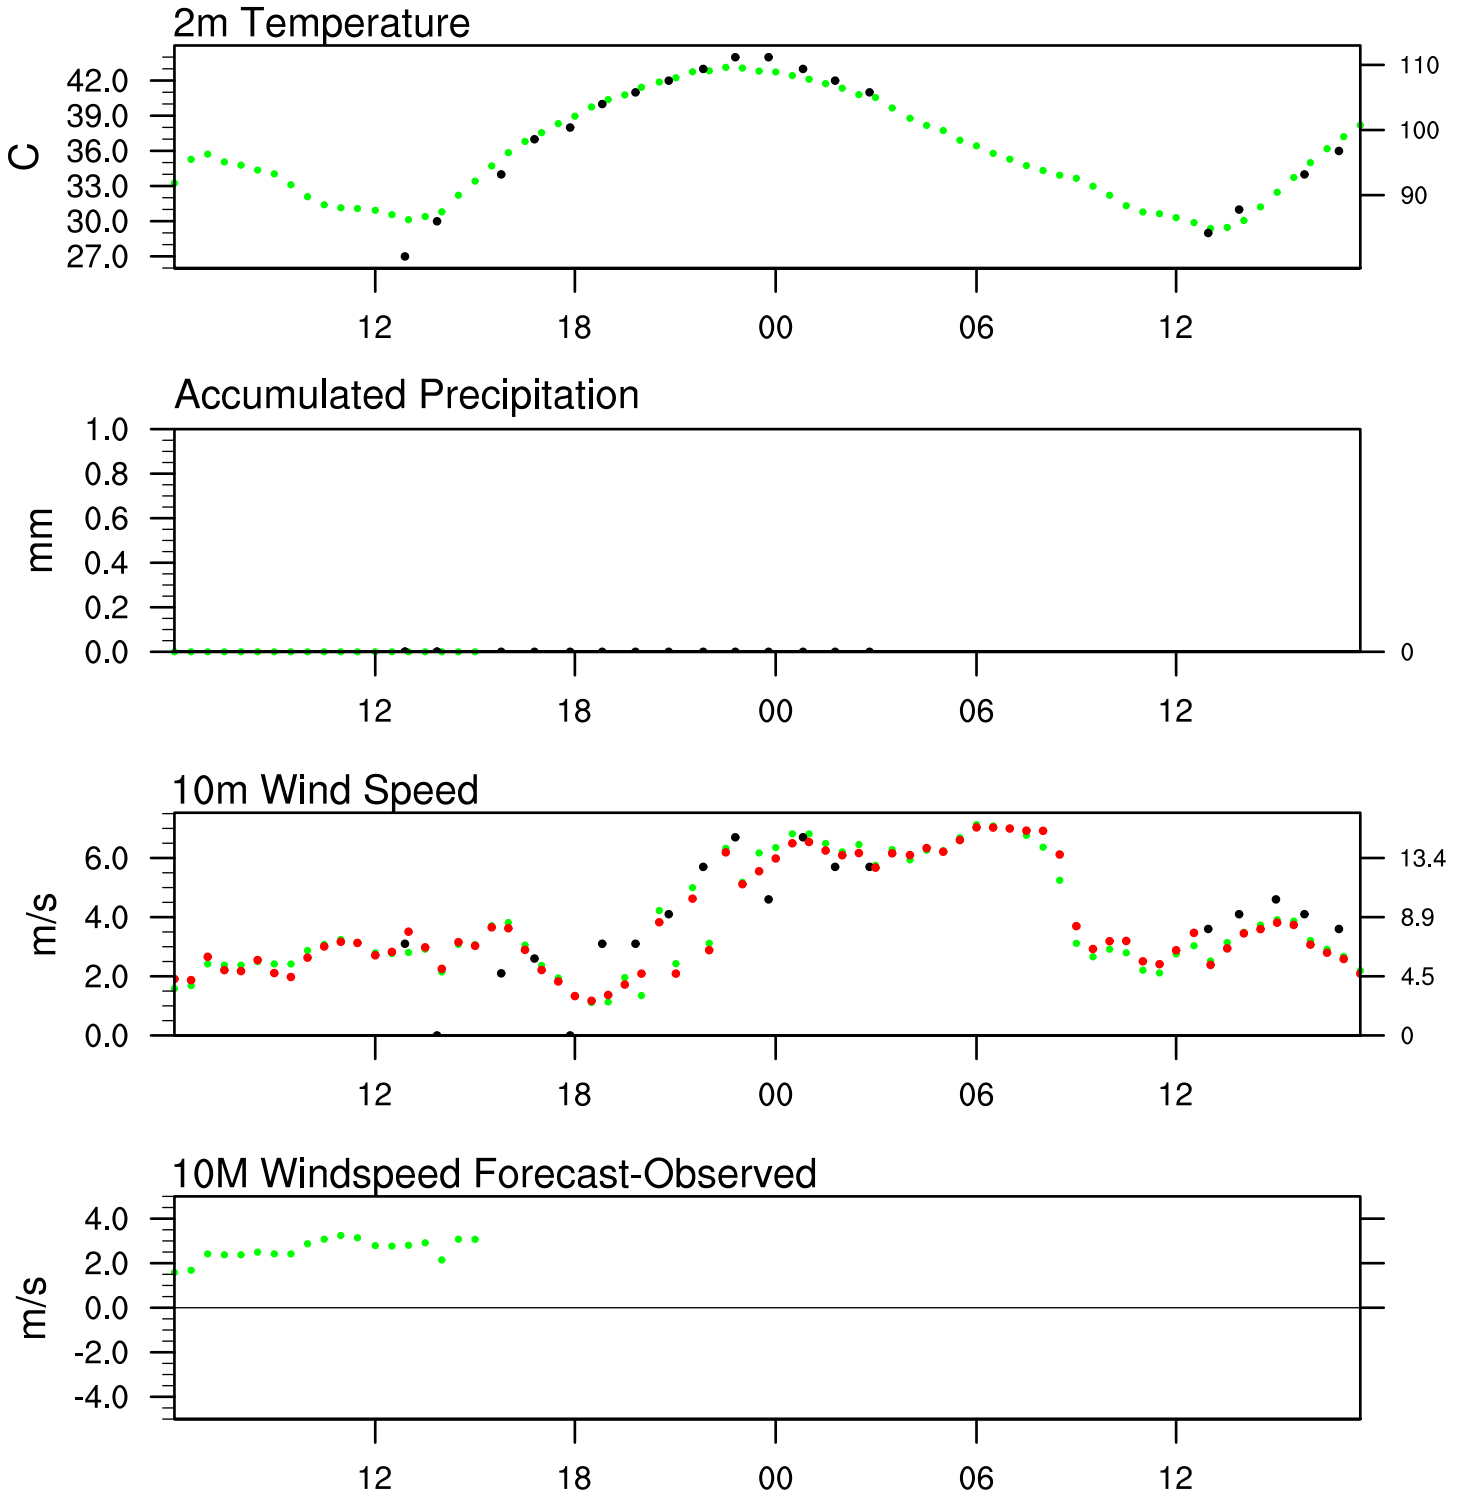 2m Temperature
42.0
39.0
36.0
33.0
30.0
27.0
C
110
100
90
12 18 00 06 12
Accumulated Precipitation
1.0
0.8
0.6
0.4
0.2
0.0
mm
0
12 18 00 06 12
10m Wind Speed
6.0
4.0
2.0
0.0
m/s
13.4
8.9
4.5
0
12 18 00 06 12
10M Windspeed Forecast-Observed
4.0
2.0
0.0
-2.0
-4.0
m/s
12 18 00 06 12